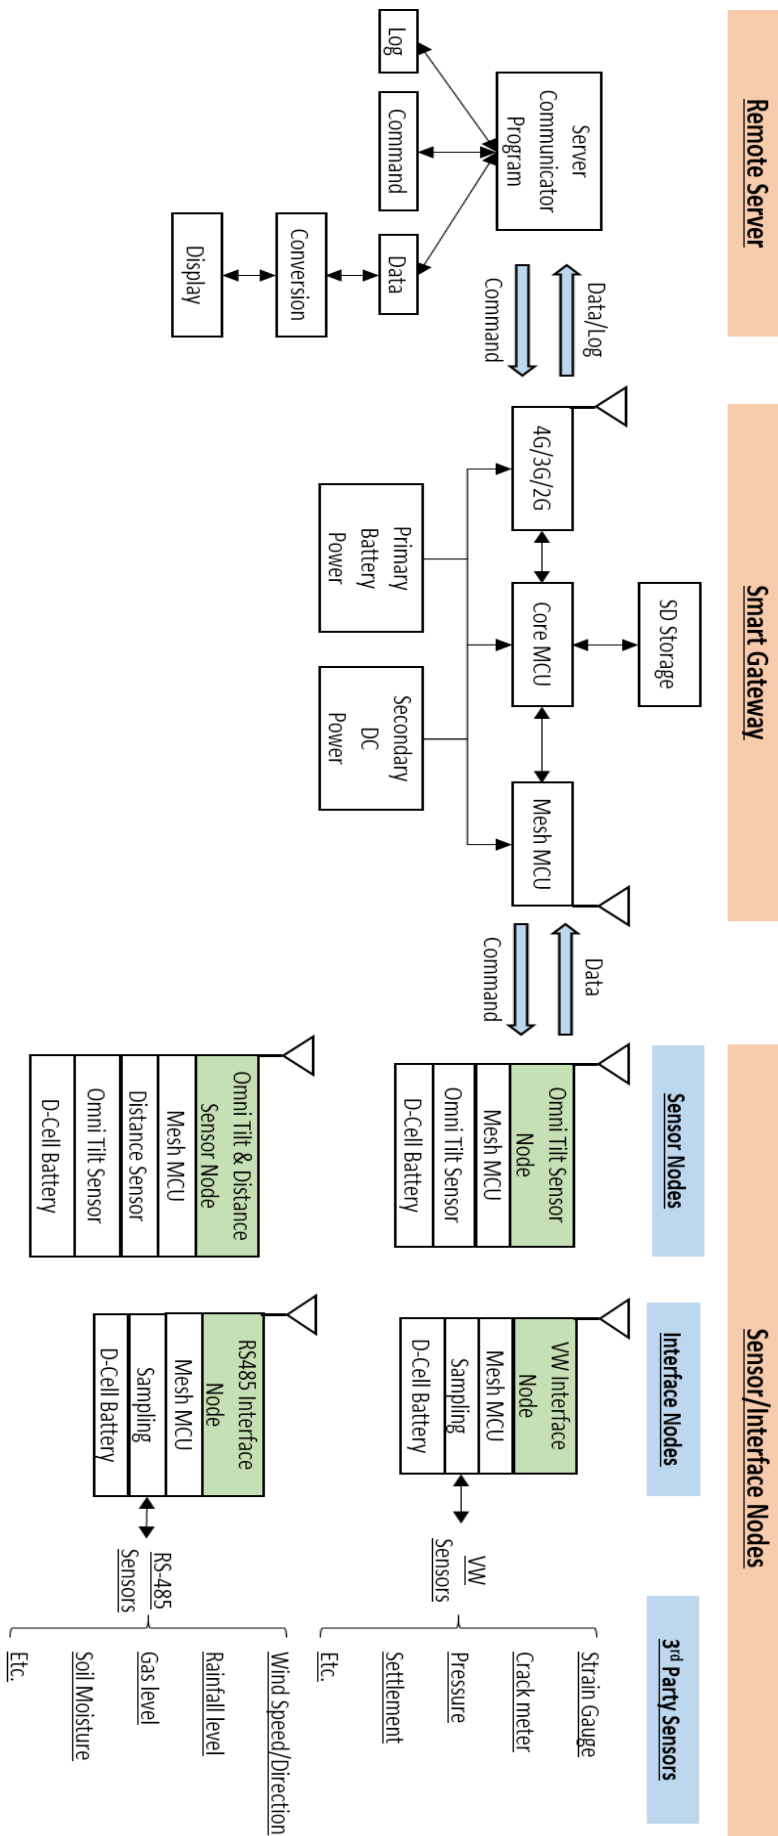 Remote Server
Server
Communicator
Program
Log
Command
Data
Conversion
Display
Data/Log
Command
Smart Gateway
SD Storage
4G/3G/2G
Core MCU
Mesh MCU
Primary
Battery
Power
Secondary
DC
Power
Data
Command
Sensor/Interface Nodes
Sensor Nodes
Omni Tilt Sensor
Node
Mesh MCU
Omni Tilt Sensor
D-Cell Battery
Omni Tilt & Distance
Sensor Node
Mesh MCU
Distance Sensor
Omni Tilt Sensor
D-Cell Battery
Interface Nodes
VW Interface
Node
Mesh MCU
Sampling
D-Cell Battery
RS485 Interface
Node
Mesh MCU
Sampling
D-Cell Battery
3rd Party Sensors
VW
Sensors
Strain Gauge
Crack meter
Pressure
Settlement
Etc.
RS-485
Sensors
Wind Speed/Direction
Rainfall level
Gas level
Soil Moisture
Etc.